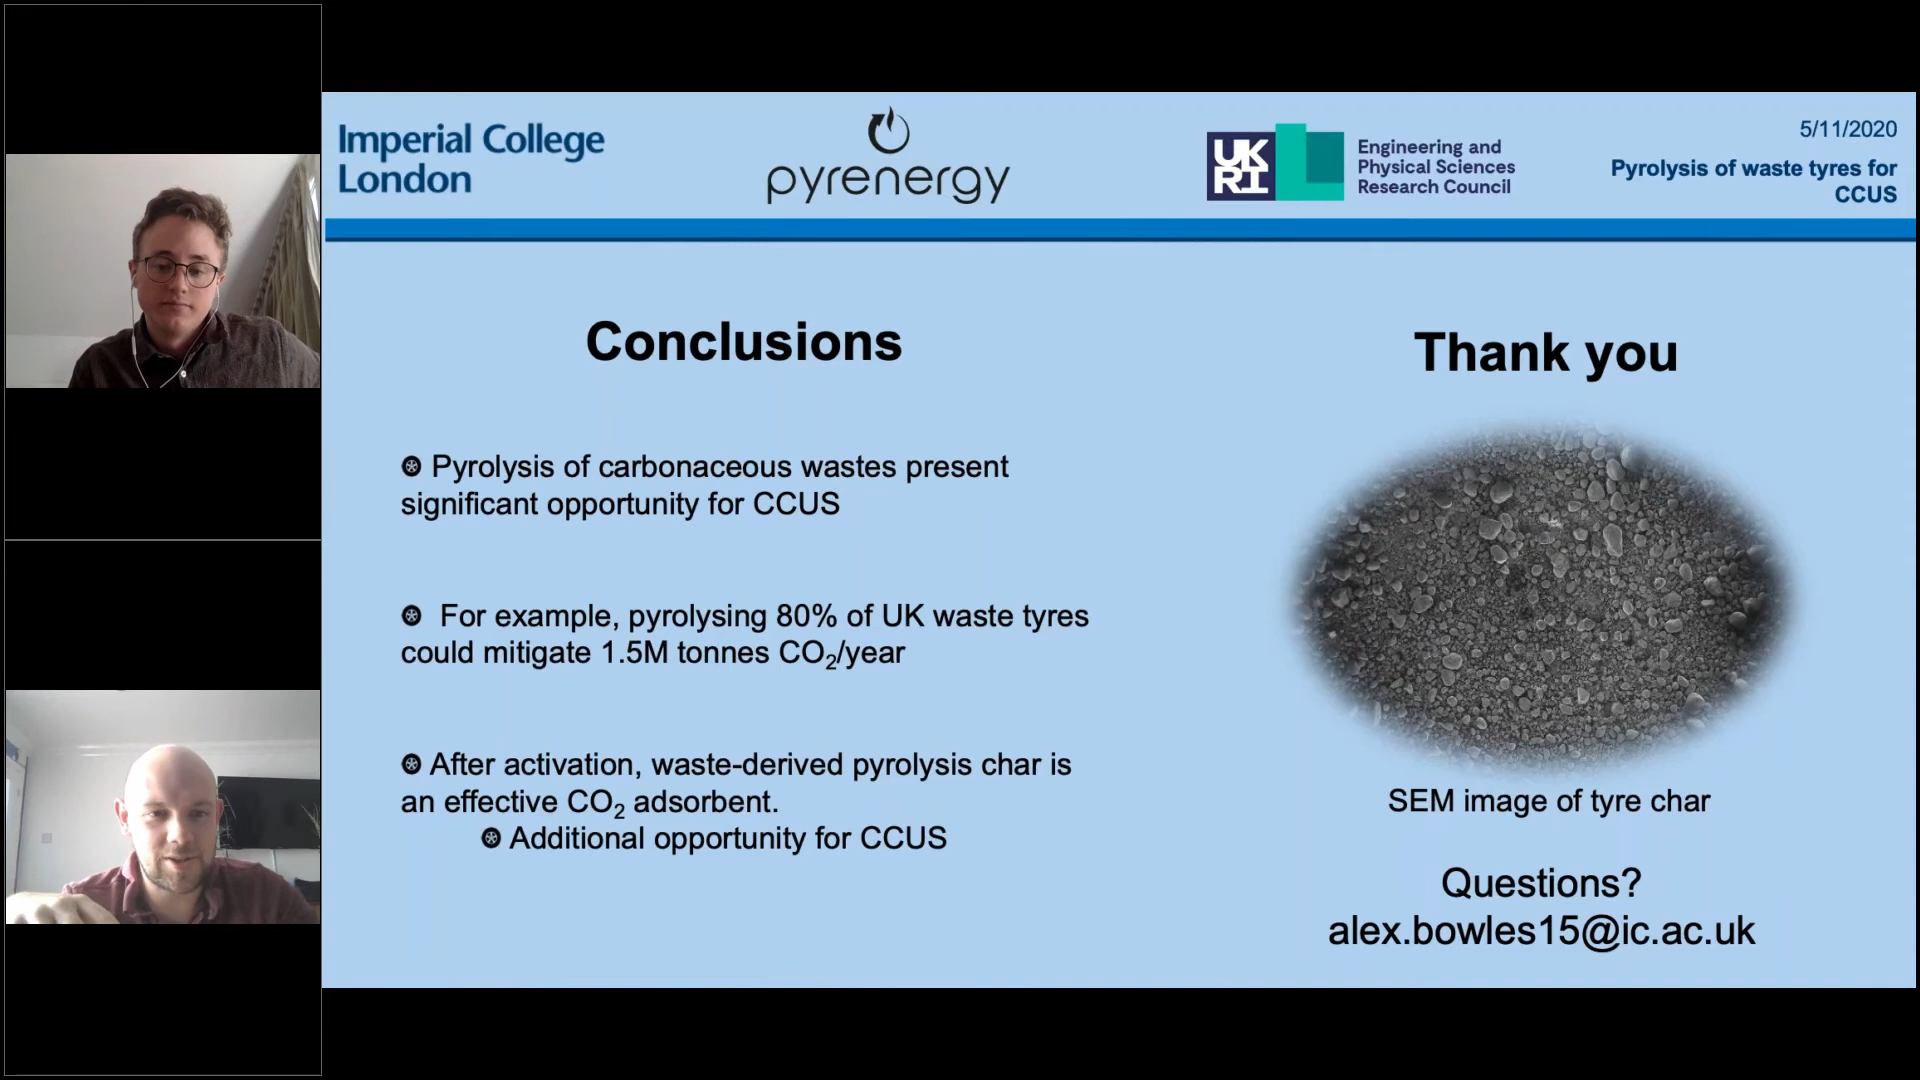 Imperial College
London
pyrenergy
UK
RI
Engineering and
Physical Sciences
Research Council
5/11/2020
Pyrolysis of waste tyres for
CCUS
Conclusions
Pyrolysis of carbonaceous wastes present
significant opportunity for CCUS
For example, pyrolysing 80% of UK waste tyres
could mitigate 1.5M tonnes CO₂/year
After activation, waste-derived pyrolysis char is
an effective CO₂ adsorbent.
Additional opportunity for CCUS
Thank you
SEM image of tyre char
Questions?
alex.bowles15@ic.ac.uk